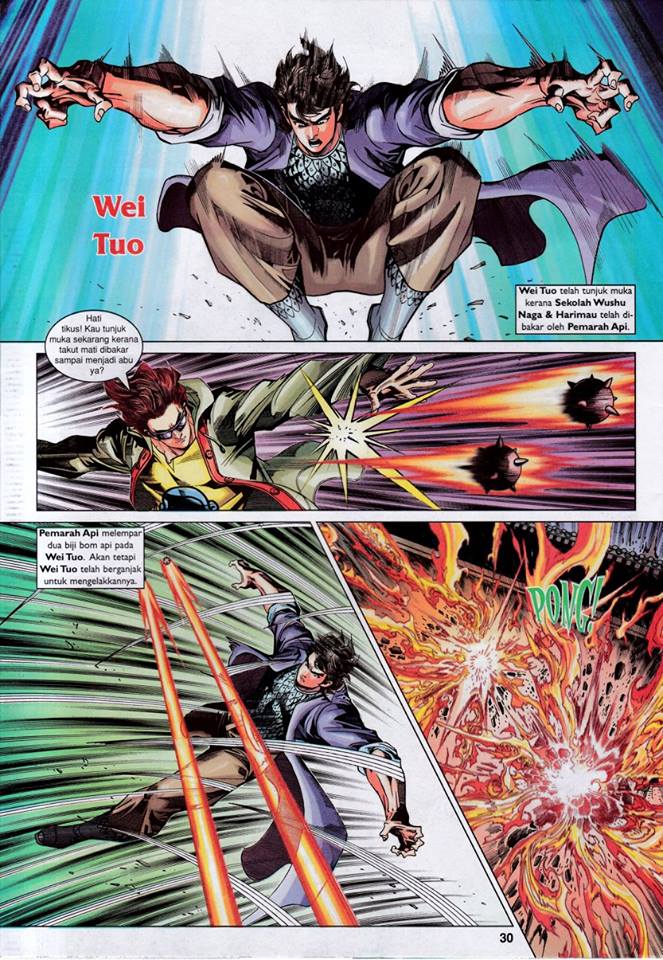 Wei
Tuo
Wei Tuo telah tunjuk muka
kerana Sekolah Wushu
Naga & Harimau telah di-
bakar oleh Pemarah Api.
Hati
tikus! Kau tunjuk
muka sekarang kerana
takut mati dibakar
sampai menjadi abu
ya?
Pemarah Api melempar
dua biji bom api pada
Wei Tuo. Akan tetapi
Wei Tuo telah berganjak
untuk mengelakkannya.
PONG!
30